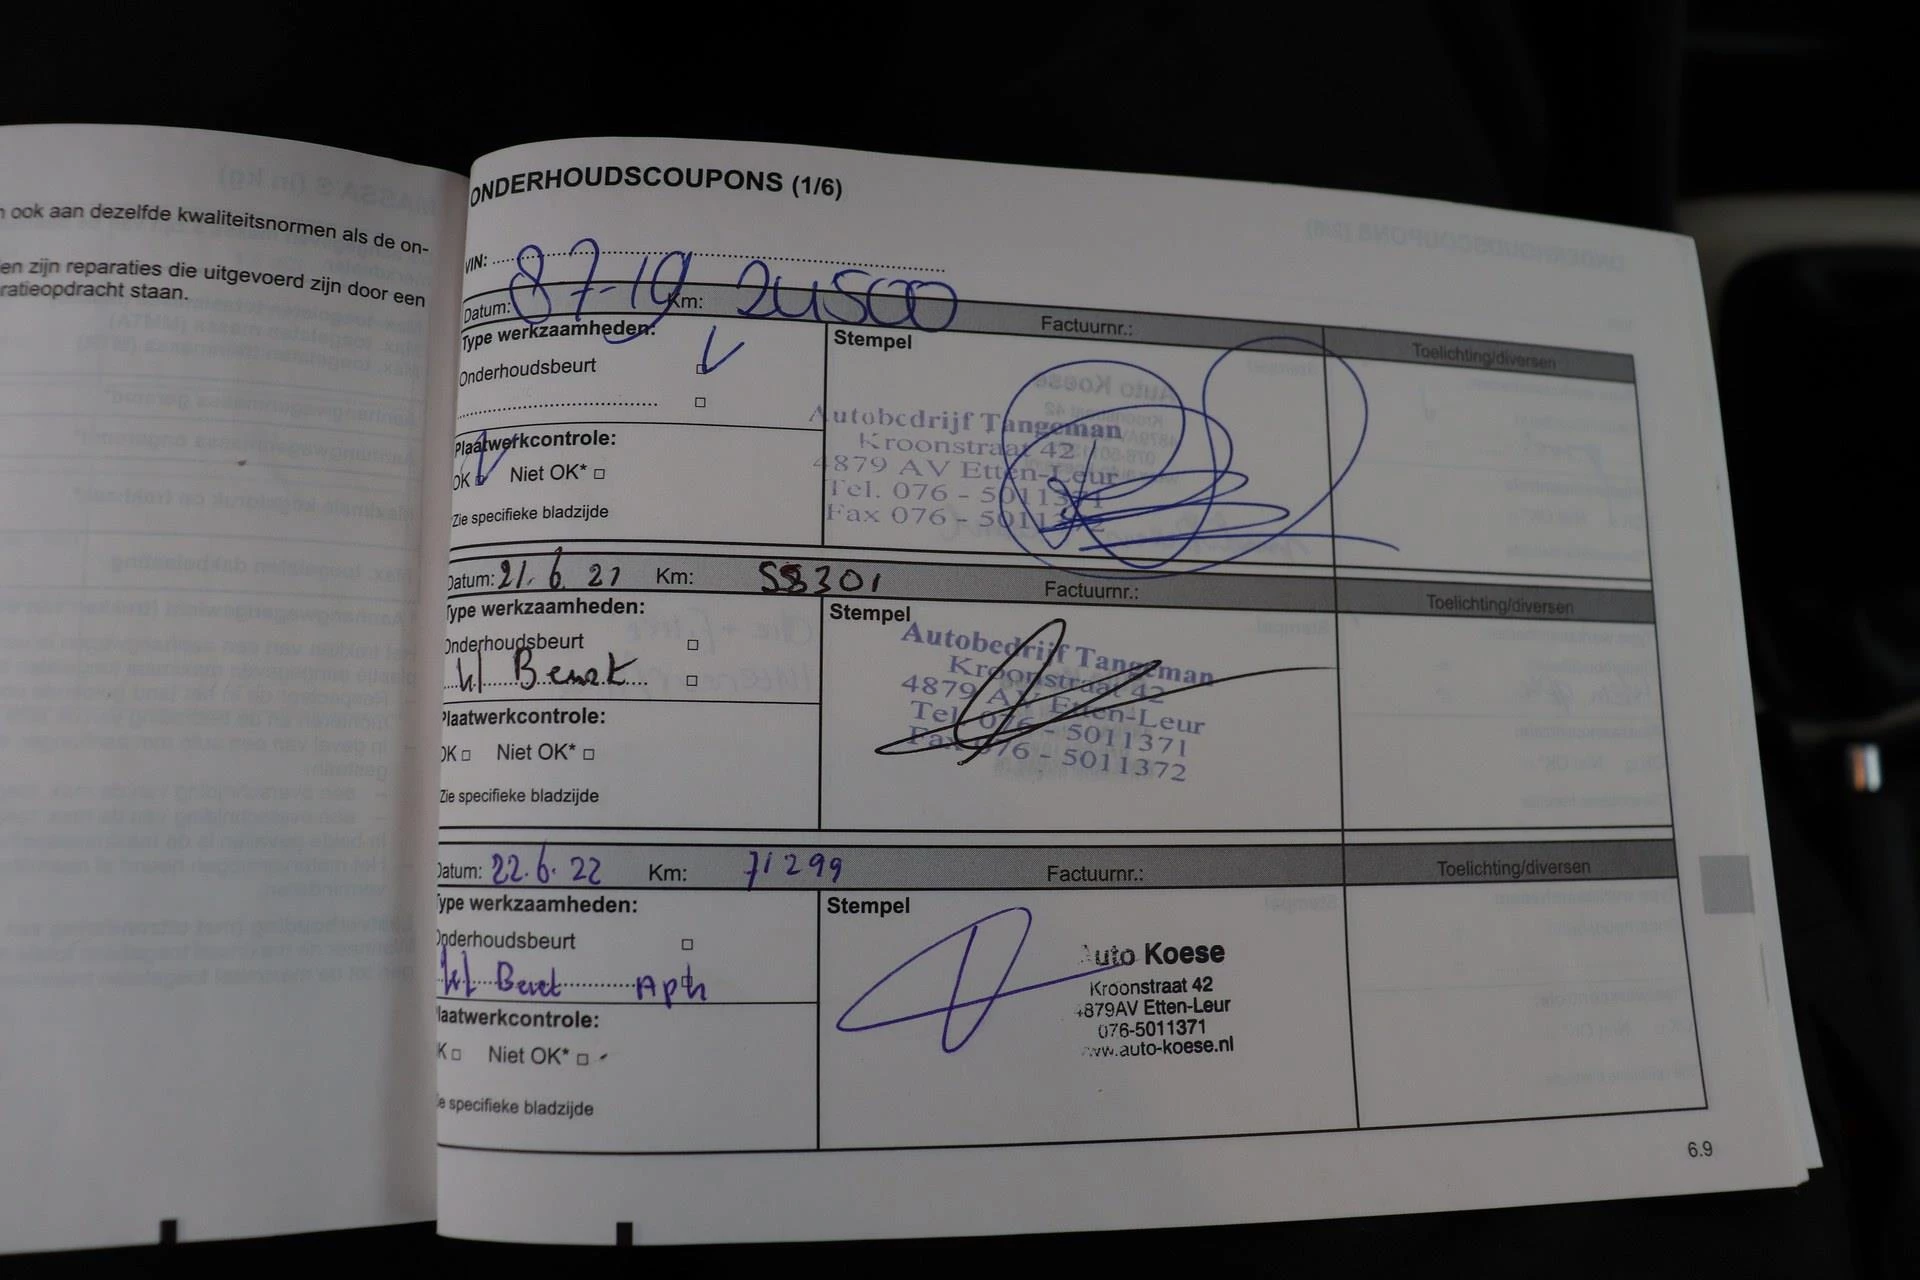 n ook aan dezelfde kwaliteitsnormen als de on-
en zijn reparaties die uitgevoerd zijn door een
ratieopdracht staan.
ONDERHOUDSCOUPONS (1/6)
VIN:
Datum: 8 7-19 Km: 24500 Factuurnr.: Toelichting/diversen
Type werkzaamheden:
Onderhoudsbeurt
Plaatwerkcontrole:
OK Niet OK*
*Zie specifieke bladzijde
Stempel
Autobedrijf Tangeman
Kroonstraat 42
4879 AV Etten-Leur
Tel. 076 - 5011371
Fax 076 - 5011372
Datum: 21. 6 21 Km: 58301 Factuurnr.: Toelichting/diversen
Type werkzaamheden:
Onderhoudsbeurt
Plaatwerkcontrole:
OK Niet OK*
Zie specifieke bladzijde
Stempel
Autobedrijf Tangeman
Kroonstraat 42
4879 AV Etten-Leur
Tel. 076 - 5011371
Fax 076 - 5011372
Datum: 22.6.22 Km: 71299 Factuurnr.: Toelichting/diversen
Type werkzaamheden:
Onderhoudsbeurt
Beurt Apk
Plaatwerkcontrole:
K Niet OK*
e specifieke bladzijde
Stempel
Auto Koese
Kroonstraat 42
4879AV Etten-Leur
076-5011371
www.auto-koese.nl
6.9